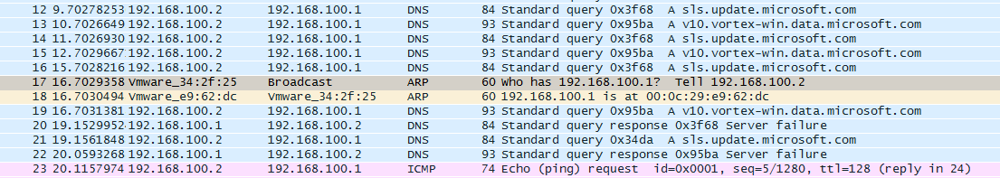 12 9.70278253 192.168.100.2 192.168.100.1 DNS 84 Standard query 0x3f68 A sls.update.microsoft.com
13 10.7026649 192.168.100.2 192.168.100.1 DNS 93 Standard query 0x95ba A v10.vortex-win.data.microsoft.com
14 11.7026930 192.168.100.2 192.168.100.1 DNS 84 Standard query 0x3f68 A sls.update.microsoft.com
15 12.7029667 192.168.100.2 192.168.100.1 DNS 93 Standard query 0x95ba A v10.vortex-win.data.microsoft.com
16 15.7028216 192.168.100.2 192.168.100.1 DNS 84 Standard query 0x3f68 A sls.update.microsoft.com
17 16.7029358 Vmware_34:2f:25 Broadcast ARP 60 Who has 192.168.100.1? Tell 192.168.100.2
18 16.7030494 Vmware_e9:62:dc Vmware_34:2f:25 ARP 60 192.168.100.1 is at 00:0c:29:e9:62:dc
19 16.7031381 192.168.100.2 192.168.100.1 DNS 93 Standard query 0x95ba A v10.vortex-win.data.microsoft.com
20 19.1529952 192.168.100.1 192.168.100.2 DNS 84 Standard query response 0x3f68 Server failure
21 19.1561848 192.168.100.2 192.168.100.1 DNS 84 Standard query 0x34da A sls.update.microsoft.com
22 20.0593268 192.168.100.1 192.168.100.2 DNS 93 Standard query response 0x95ba Server failure
23 20.1157974 192.168.100.2 192.168.100.1 ICMP 74 Echo (ping) request id=0x0001, seq=5/1280, ttl=128 (reply in 24)